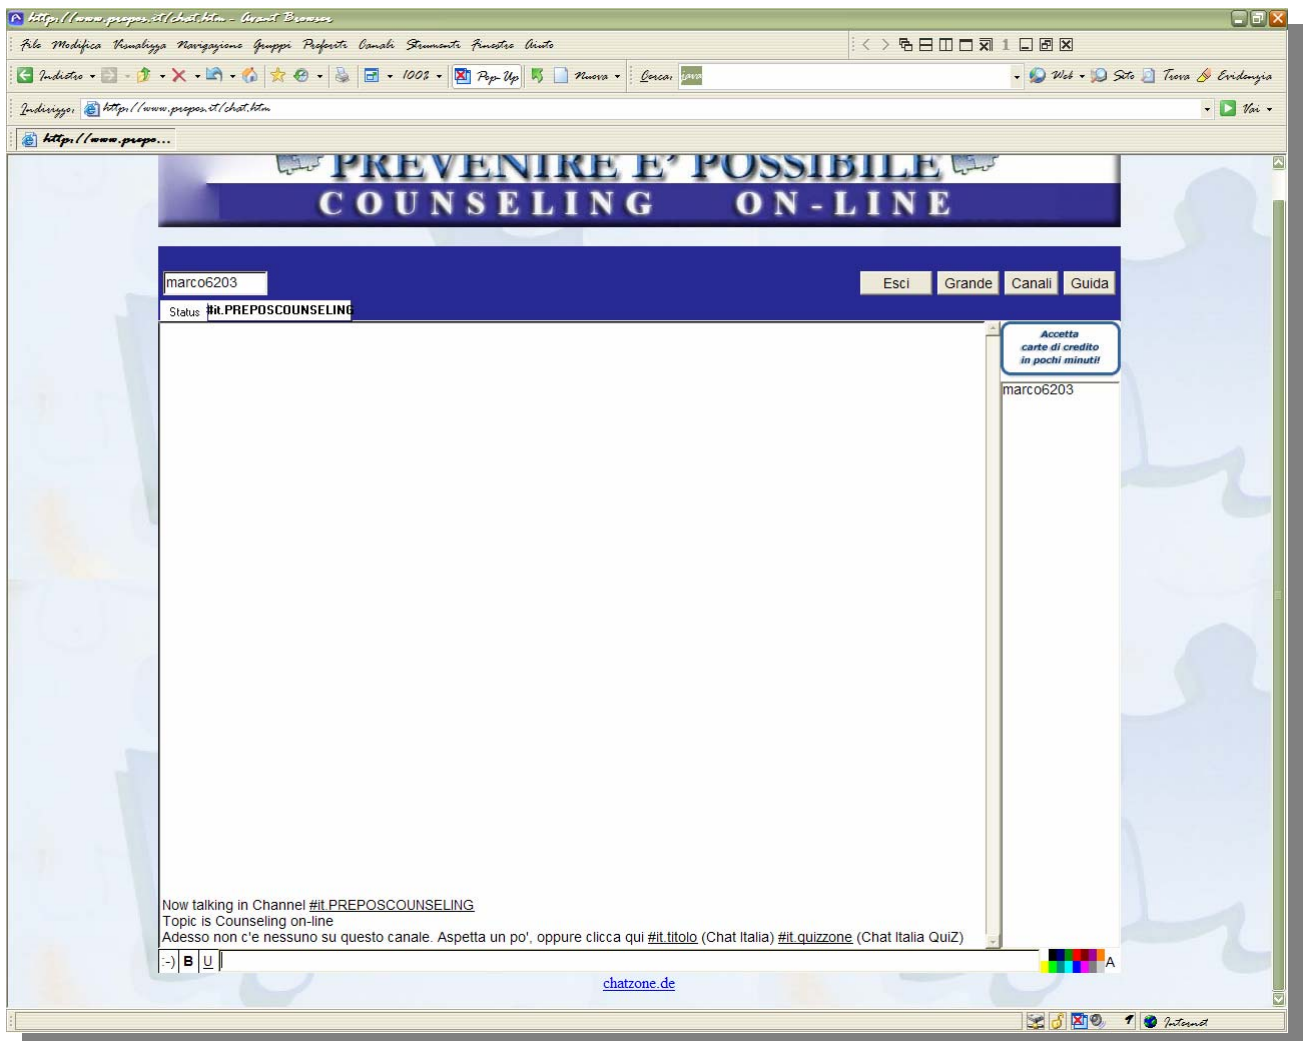 http://www.prepos.it/chat.htm - Avant Browser
File Modifica Visualizza Navigazione Gruppi Preferiti Canali Strumenti Finestre Aiuto
1
Indietro 100% Pop-Up Nuova Cerca: java Web Sito Trova Evidenzia
Indirizzo: http://www.prepos.it/chat.htm Vai
http://www.prepo...
PREVENIRE E' POSSIBILE
COUNSELING ON-LINE
marco6203 Esci Grande Canali Guida
Status #it.PREPOSCOUNSELING
Accetta
carte di credito
in pochi minuti!
marco6203
Now talking in Channel #it.PREPOSCOUNSELING
Topic is Counseling on-line
Adesso non c'e nessuno su questo canale. Aspetta un po', oppure clicca qui #it.titolo (Chat Italia) #it.quizzone (Chat Italia QuiZ)
:-) B U A
chatzone.de
Internet